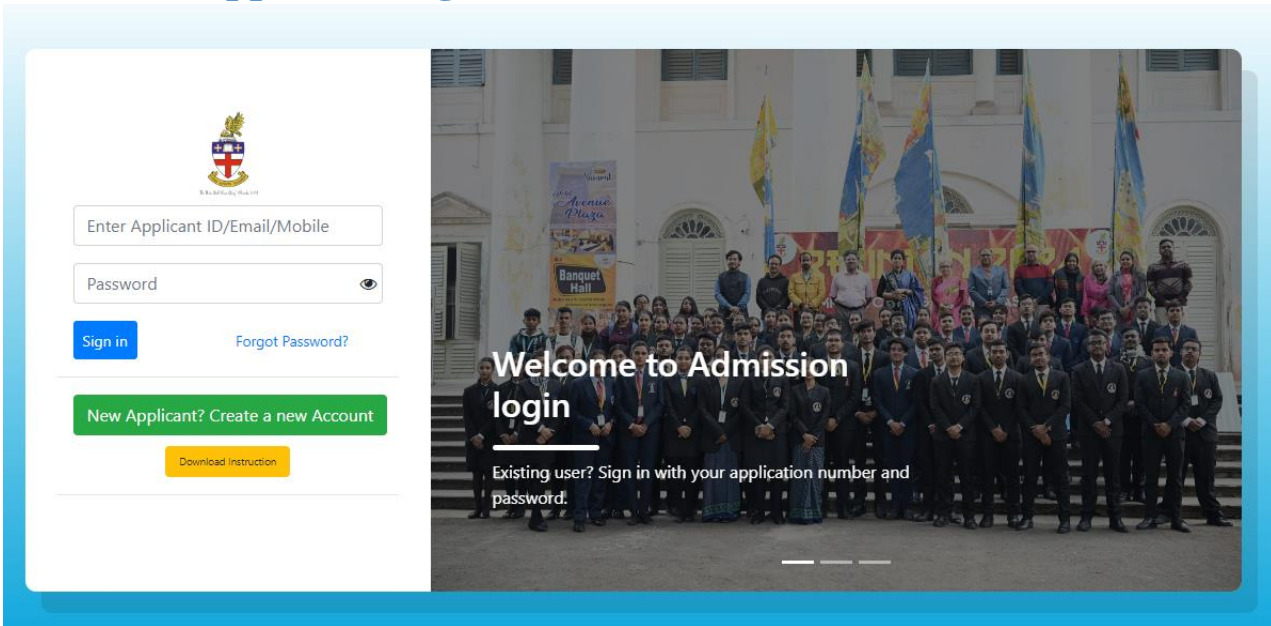 Enter Applicant ID/Email/Mobile
Password
Sign in
Forgot Password?
New Applicant? Create a new Account
Download Instruction
Avenue
Plaza
Banquet
Hall
Welcome to Admission
login
Existing user? Sign in with your application number and
password.